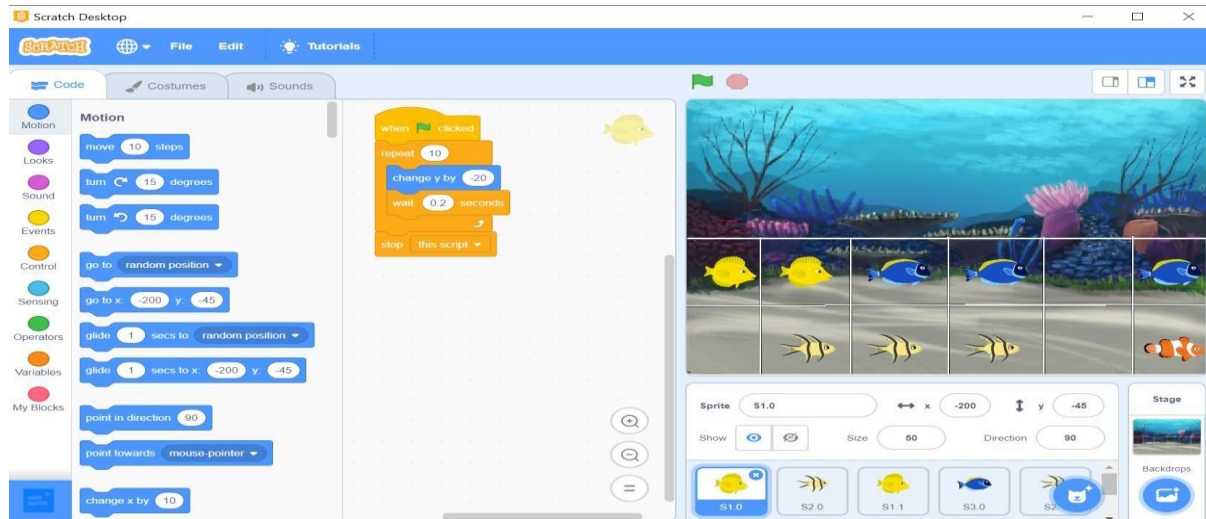 Scratch Desktop
SCRATCH File Edit Tutorials
Code Costumes Sounds
Motion
Looks
Sound
Events
Control
Sensing
Operators
Variables
My Blocks
Motion
move 10 steps
turn 15 degrees
turn 15 degrees
go to random position
go to x: -200 y: -45
glide 1 secs to random position
glide 1 secs to x: -200 y: -45
point in direction 90
point towards mouse-pointer
change x by 10
when clicked
repeat 10
change y by -20
wait 0.2 seconds
stop this script
Sprite S1.0 x -200 y -45
Show Size 50 Direction 90
S1.0 S2.0 S1.1 S3.0
Stage
Backdrops